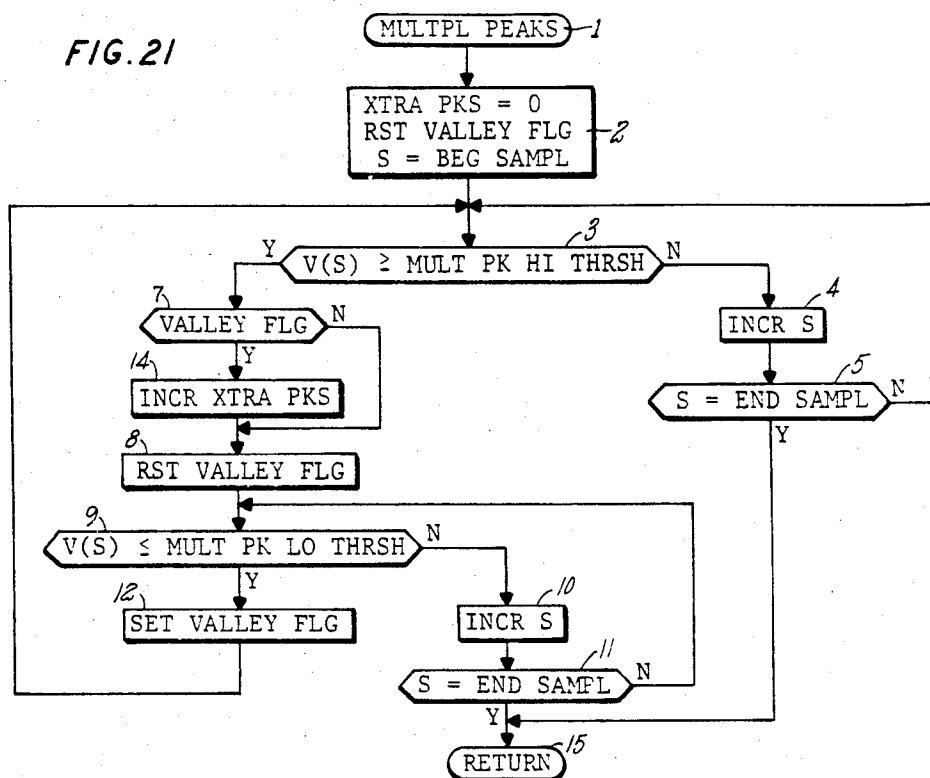 FIG. 21
MULTPL PEAKS
1
XTRA PKS = 0
RST VALLEY FLG
S = BEG SAMPL
2
3
Y
V(S) ≧ MULT PK HI THRSH
N
7
VALLEY FLG
N
Y
4
INCR S
14
INCR XTRA PKS
5
S = END SAMPL
N
Y
8
RST VALLEY FLG
9
V(S) ≤ MULT PK LO THRSH
N
Y
12
SET VALLEY FLG
10
INCR S
11
S = END SAMPL
N
Y
RETURN
15